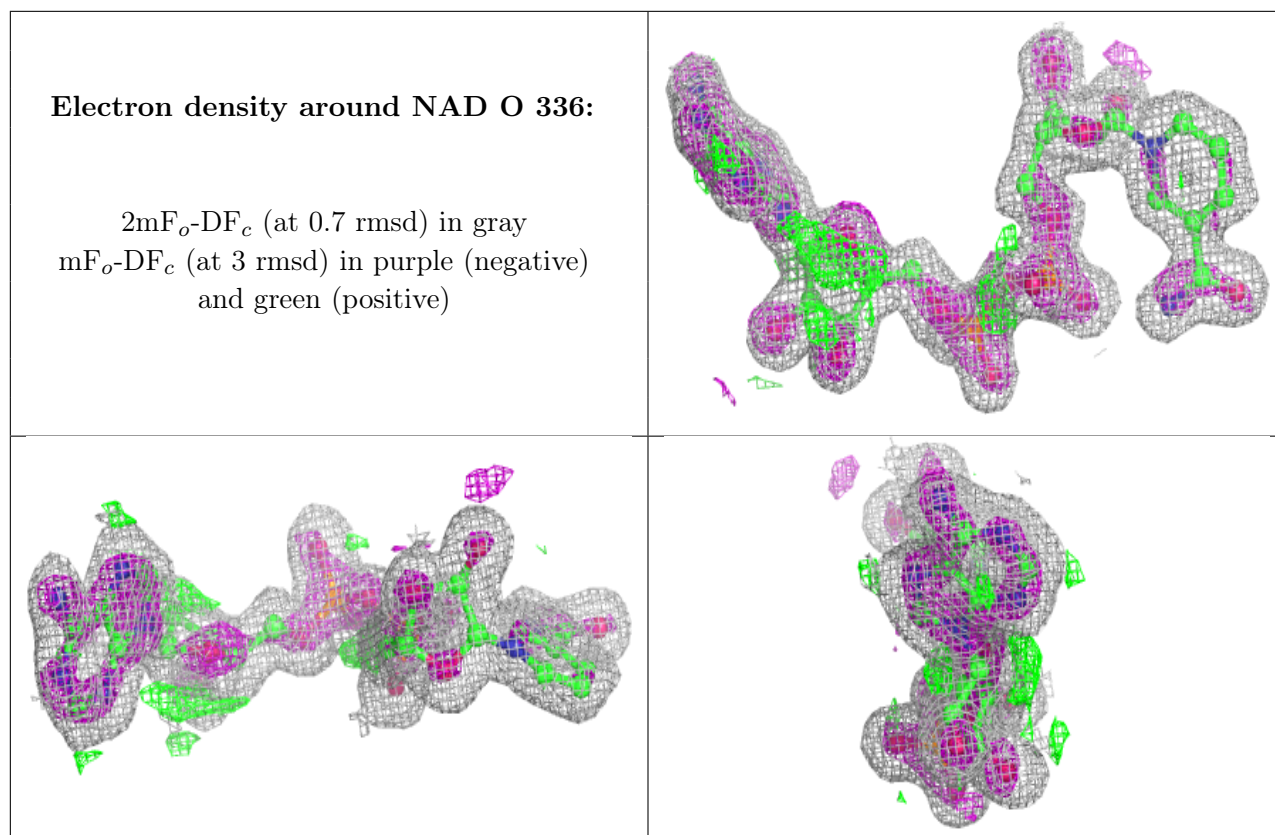 Electron density around NAD O 336:
2mFo-DFc (at 0.7 rmsd) in gray
mFo-DFc (at 3 rmsd) in purple (negative)
and green (positive)